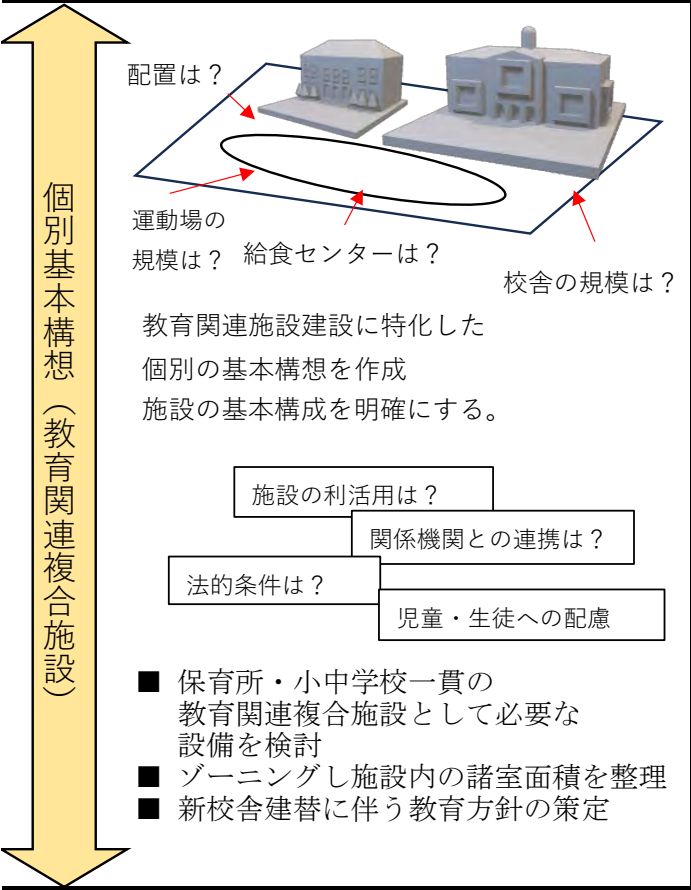 個別基本構想（教育関連複合施設）
配置は？
運動場の
規模は？
給食センターは？
校舎の規模は？
教育関連施設建設に特化した
個別の基本構想を作成
施設の基本構成を明確にする。
施設の利活用は？
関係機関との連携は？
法的条件は？
児童・生徒への配慮
■ 保育所・小中学校一貫の
教育関連複合施設として必要な
設備を検討
■ ゾーニングし施設内の諸室面積を整理
■ 新校舎建替に伴う教育方針の策定